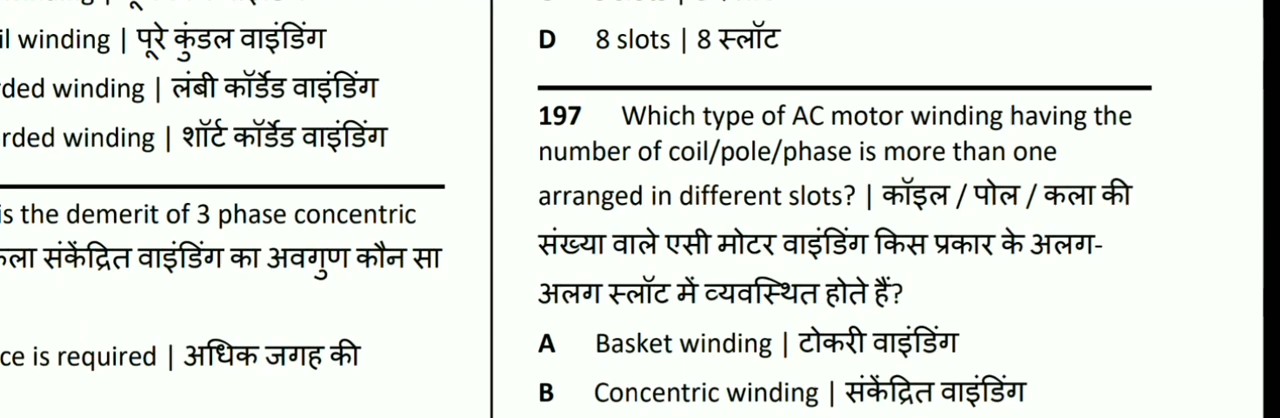 il winding | पूरे कुंडल वाइंडिंग
ded winding | लंबी कॉर्डेड वाइंडिंग
rded winding | शॉर्ट कॉर्डेड वाइंडिंग
is the demerit of 3 phase concentric
ला संकेंद्रित वाइंडिंग का अवगुण कौन सा
ce is required | अधिक जगह की
D 8 slots | 8 स्लॉट
197 Which type of AC motor winding having the
number of coil/pole/phase is more than one
arranged in different slots? | कॉइल / पोल / कला की
संख्या वाले एसी मोटर वाइंडिंग किस प्रकार के अलग-
अलग स्लॉट में व्यवस्थित होते हैं?
A Basket winding | टोकरी वाइंडिंग
B Concentric winding | संकेंद्रित वाइंडिंग